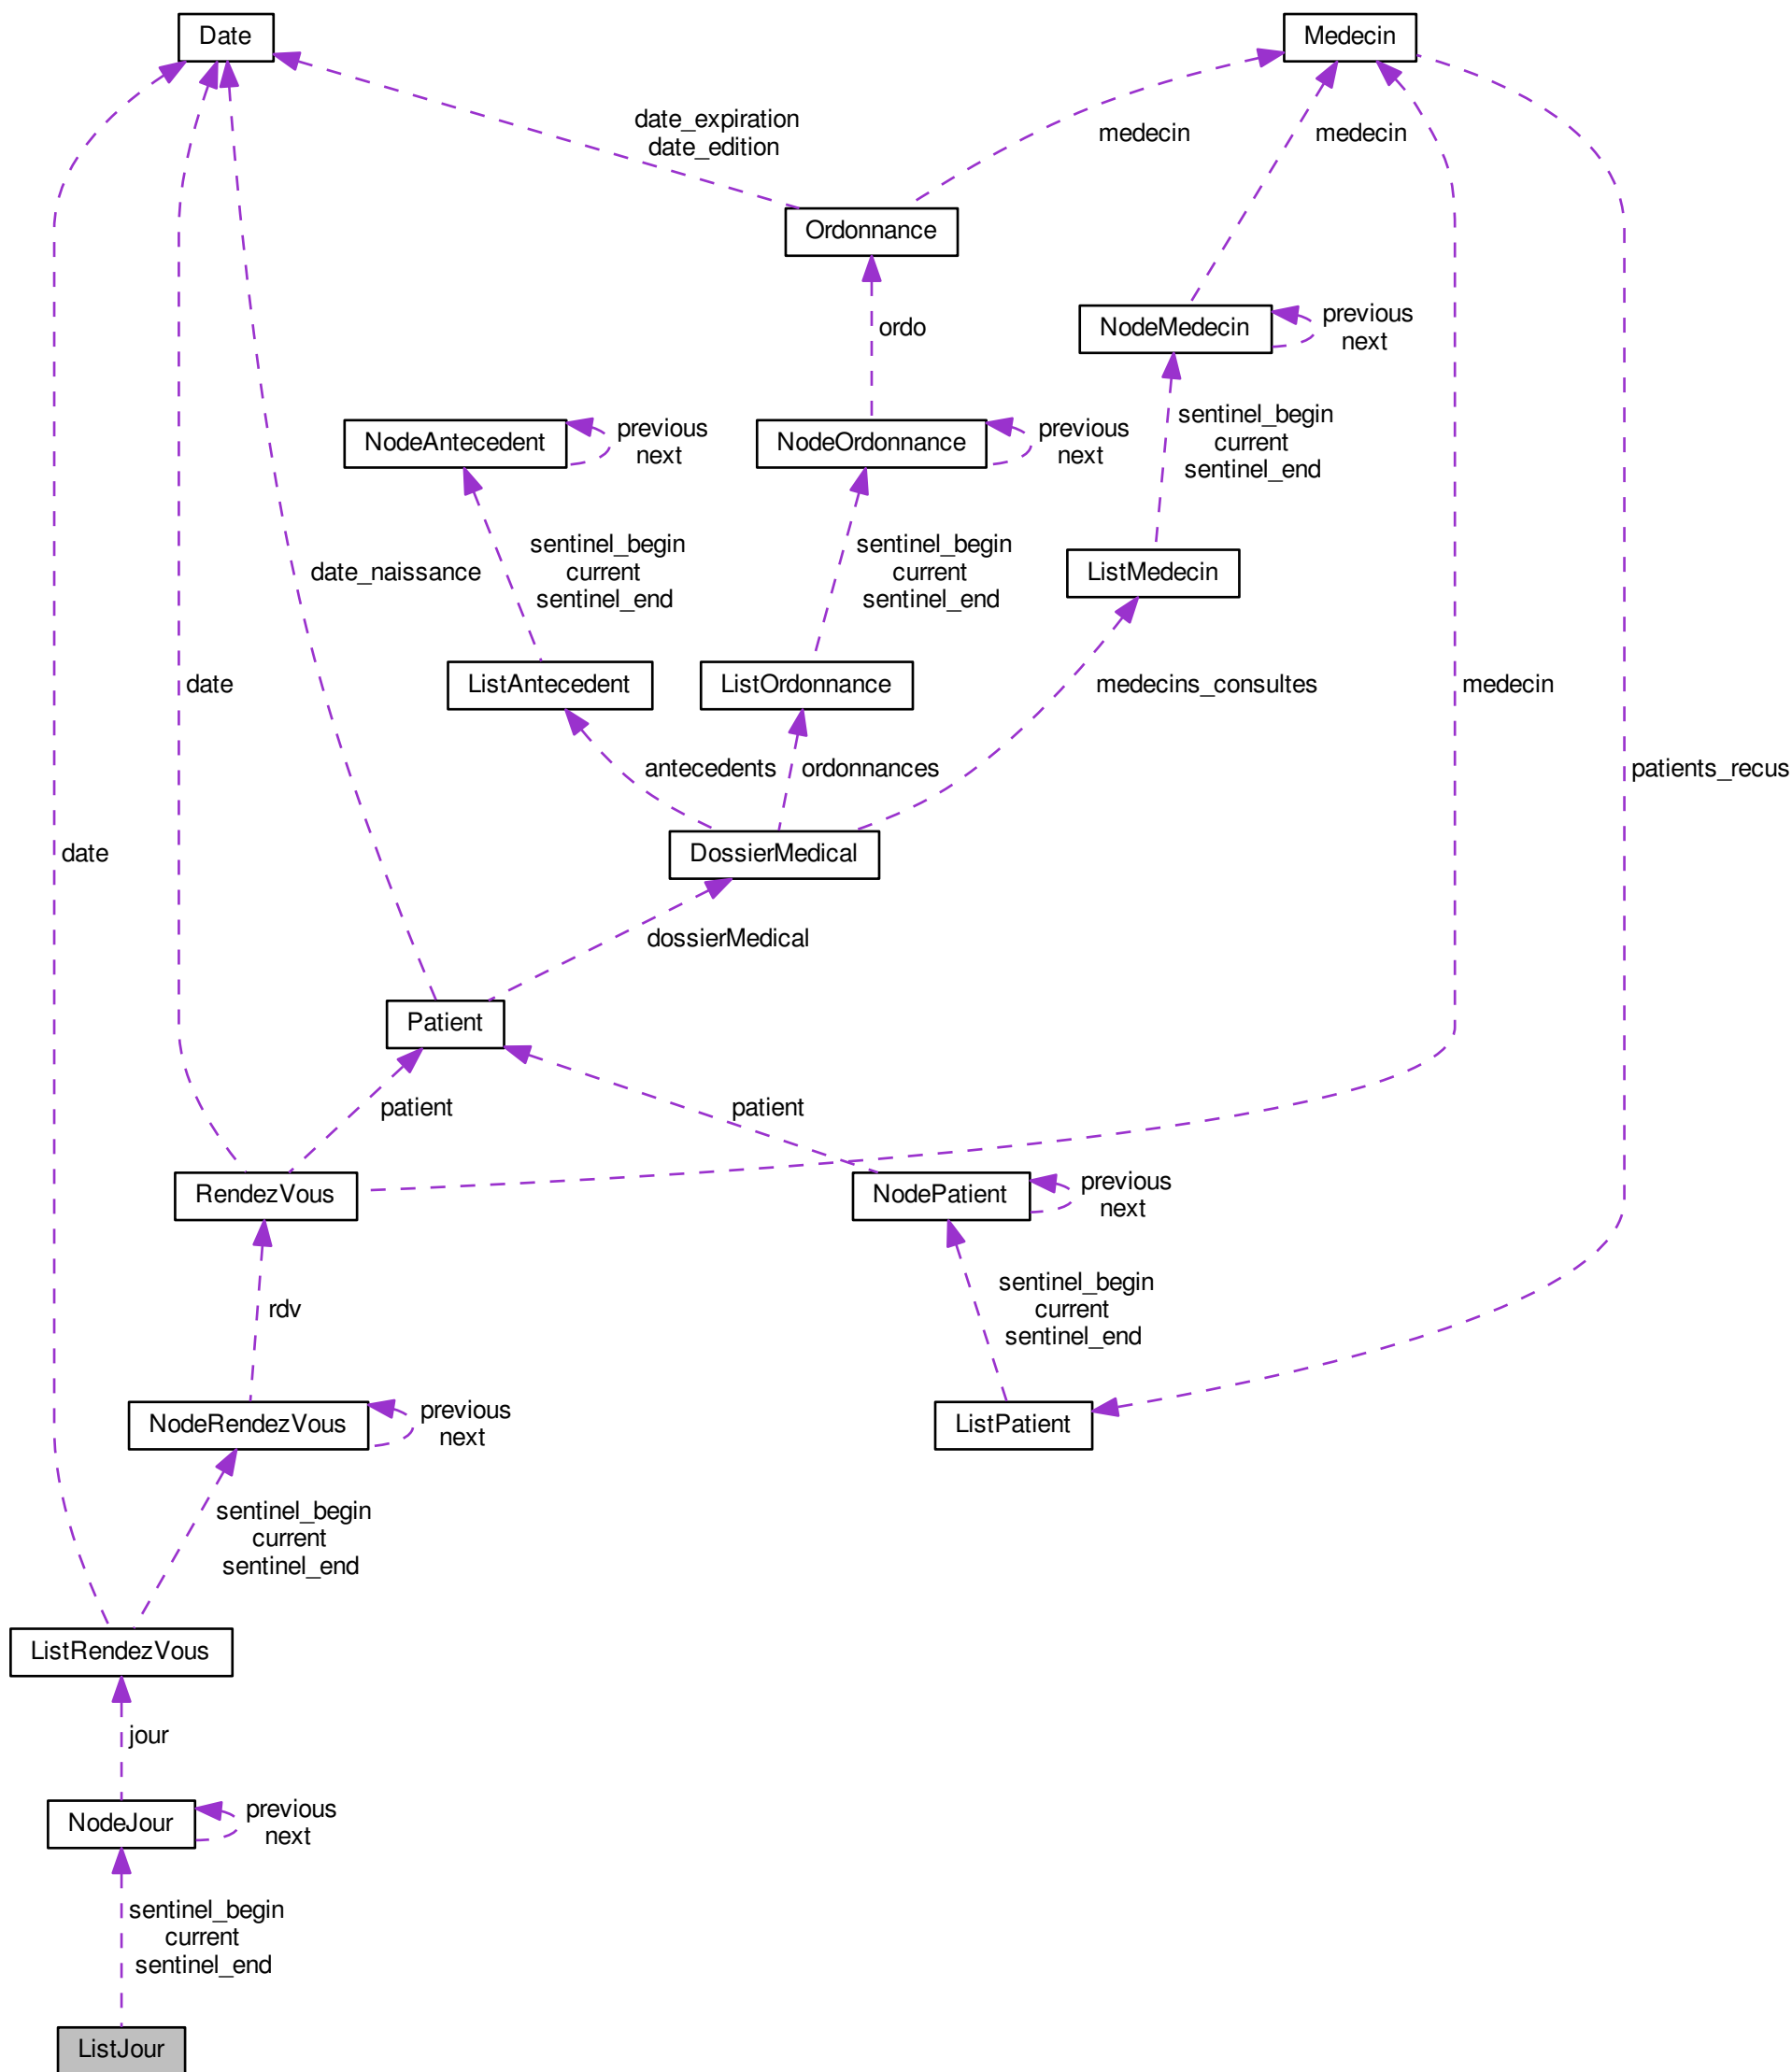 Date
Medecin
date_expiration
date_edition
medecin
medecin
Ordonnance
NodeMedecin
previous
next
ordo
NodeAntecedent
previous
next
NodeOrdonnance
previous
next
sentinel_begin
current
sentinel_end
sentinel_begin
current
sentinel_end
sentinel_begin
current
sentinel_end
ListMedecin
date_naissance
date
ListAntecedent
ListOrdonnance
medecins_consultes
medecin
antecedents
ordonnances
patients_recus
date
DossierMedical
dossierMedical
Patient
patient
patient
RendezVous
NodePatient
previous
next
rdv
sentinel_begin
current
sentinel_end
NodeRendezVous
previous
next
ListPatient
sentinel_begin
current
sentinel_end
ListRendezVous
jour
NodeJour
previous
next
sentinel_begin
current
sentinel_end
ListJour